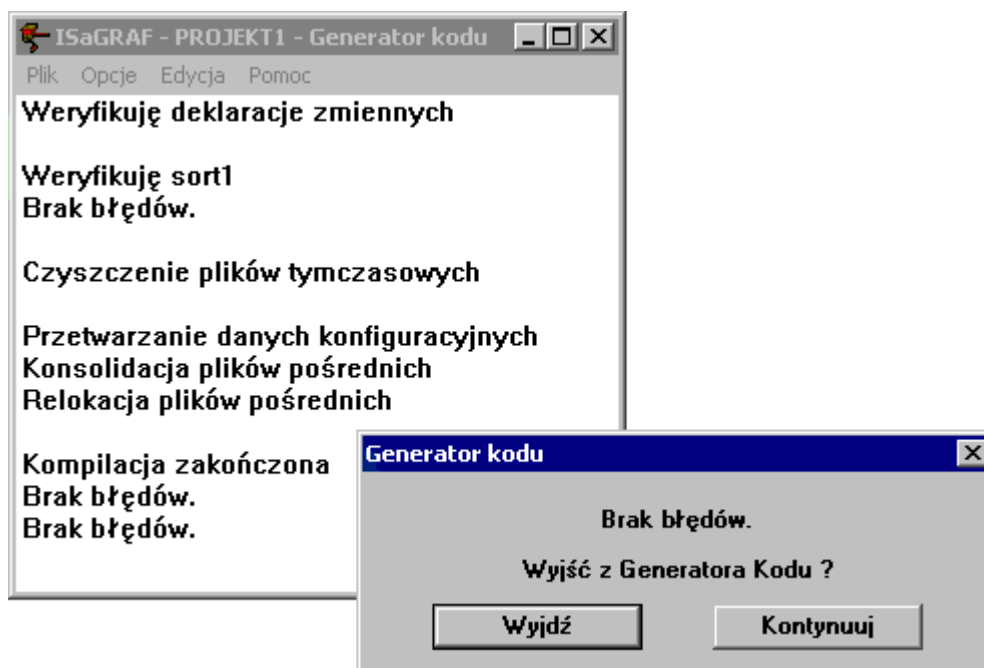 ISaGRAF - PROJEKT1 - Generator kodu
Plik Opcje Edycja Pomoc
Weryfikuję deklaracje zmiennych
Weryfikuję sort1
Brak błędów.
Czyszczenie plików tymczasowych
Przetwarzanie danych konfiguracyjnych
Konsolidacja plików pośrednich
Relokacja plików pośrednich
Kompilacja zakończona
Brak błędów.
Brak błędów.
Generator kodu
Brak błędów.
Wyjść z Generatora Kodu ?
Wyjdź Kontynuuj